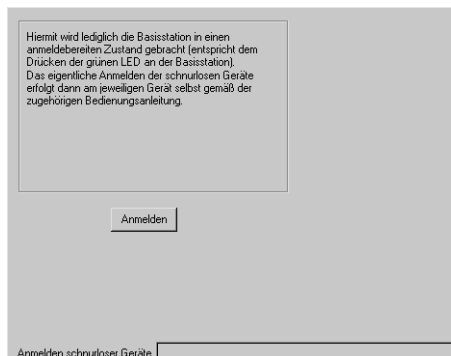 Hiermit wird lediglich die Basisstation in einen
anmeldebereiten Zustand gebracht (entspricht dem
Drücken der grünen LED an der Basisstation).
Das eigentliche Anmelden der schnurlosen Geräte
erfolgt dann am jeweiligen Gerät selbst gemäß der
zugehörigen Bedienungsanleitung.
Anmelden
Anmelden schnurloser Geräte